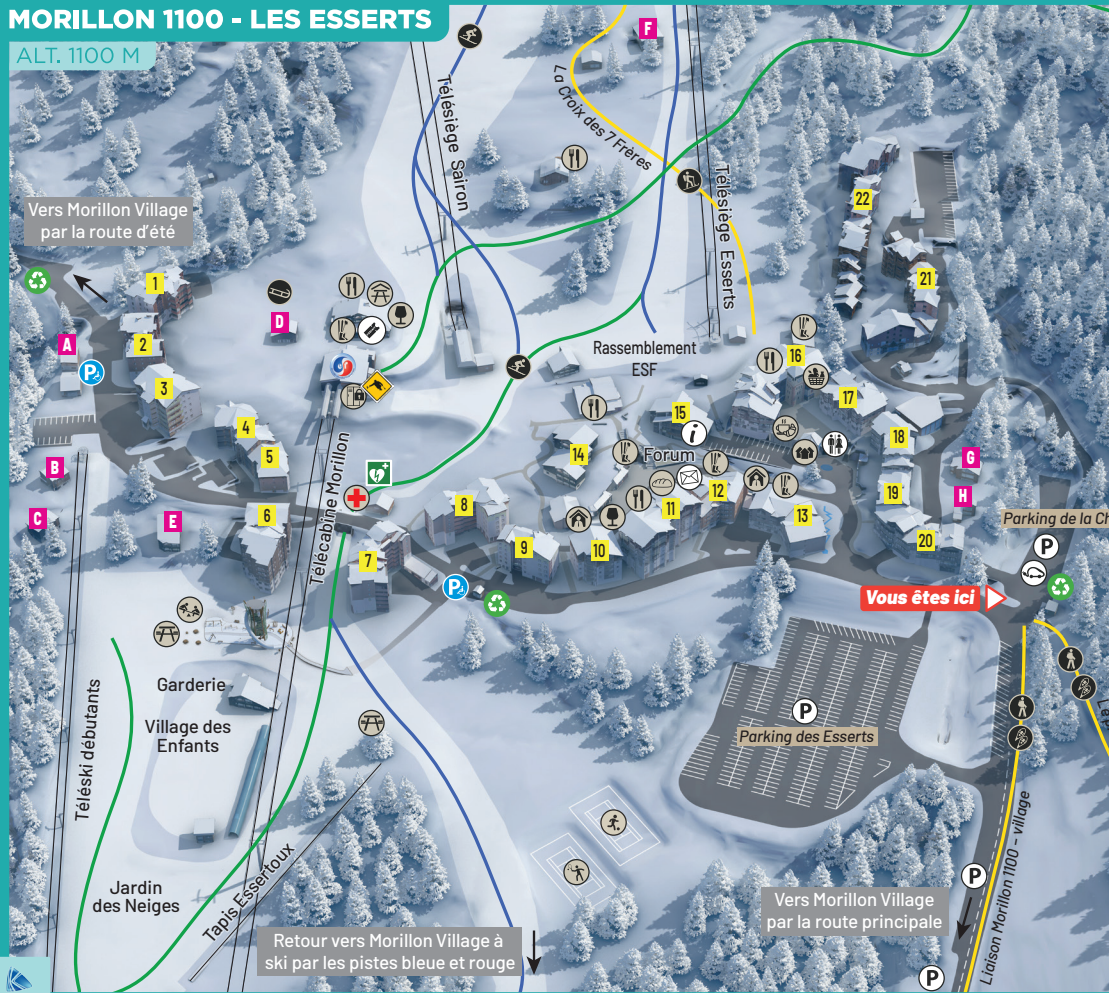 MORILLON 1100 - LES ESSERTS
ALT. 1100 M
F
La Croix des 7 Frères
Télésiège Sairon
Télésiège Esserts
22
21
Vers Morillon Village
par la route d'été
1
2
3
4
5
6
7
8
9
10
11
12
13
14
15
16
17
18
19
20
A
B
C
D
E
G
H
P
Rassemblement
ESF
i
Forum
Télécabine Morillon
P
Parking de la
P
Vous êtes ici
P
Parking des Esserts
Garderie
Village des
Enfants
Téléski débutants
Jardin
des Neiges
Tapis Essertoux
Retour vers Morillon Village à
ski par les pistes bleue et rouge
Vers Morillon Village
par la route principale
P
P
Liaison Morillon 1100 - village